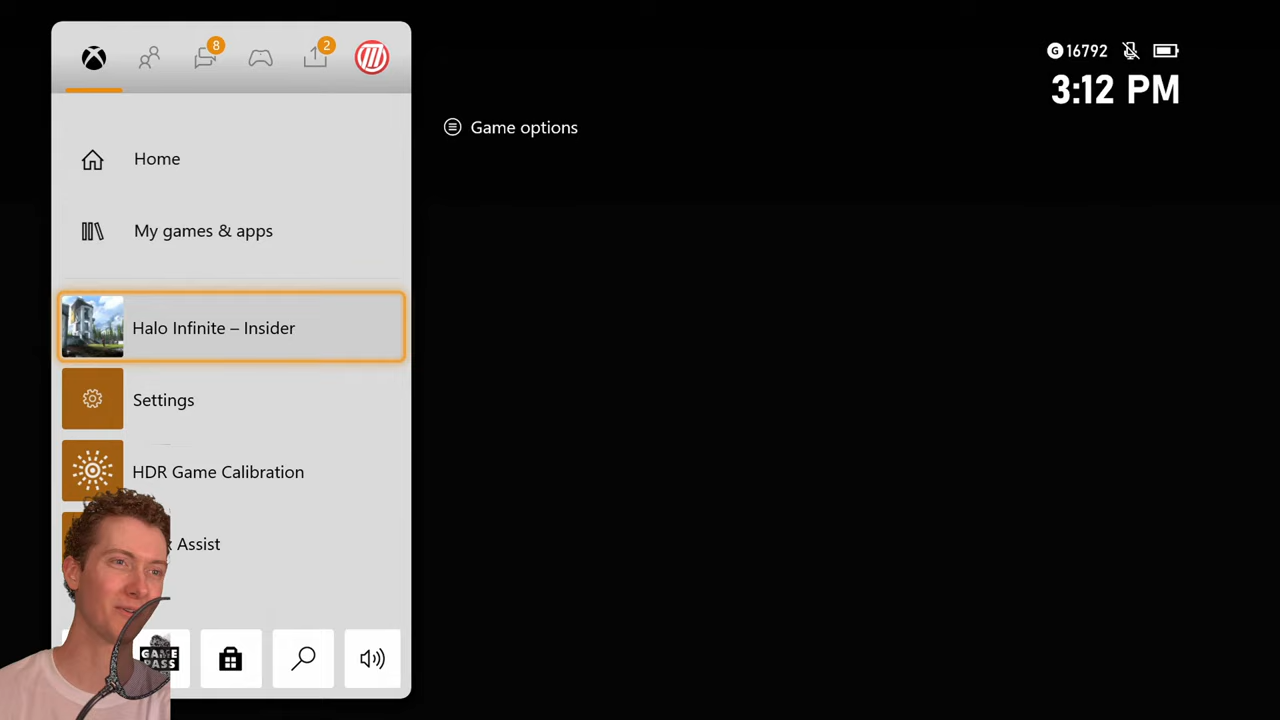 8
2
G 16792
3:12 PM
Game options
Home
My games & apps
Halo Infinite – Insider
Settings
HDR Game Calibration
x Assist
GAME
PASS